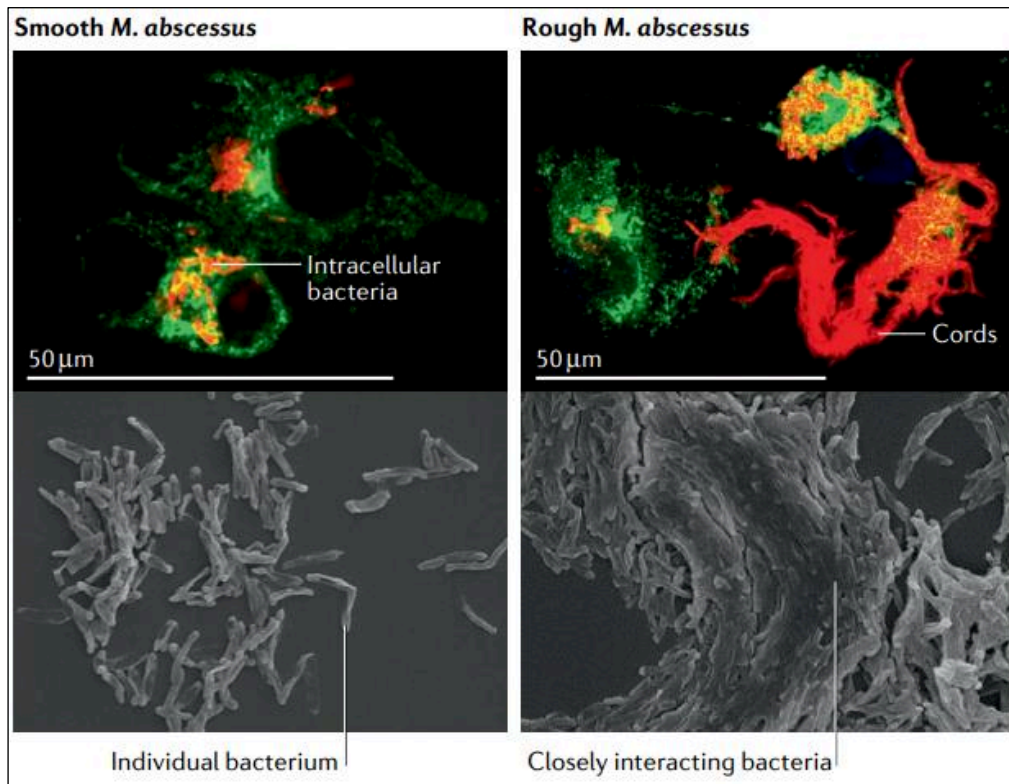 Smooth M. abscessus
Rough M. abscessus
Intracellular
bacteria
50 μm
Cords
50 μm
Individual bacterium
Closely interacting bacteria